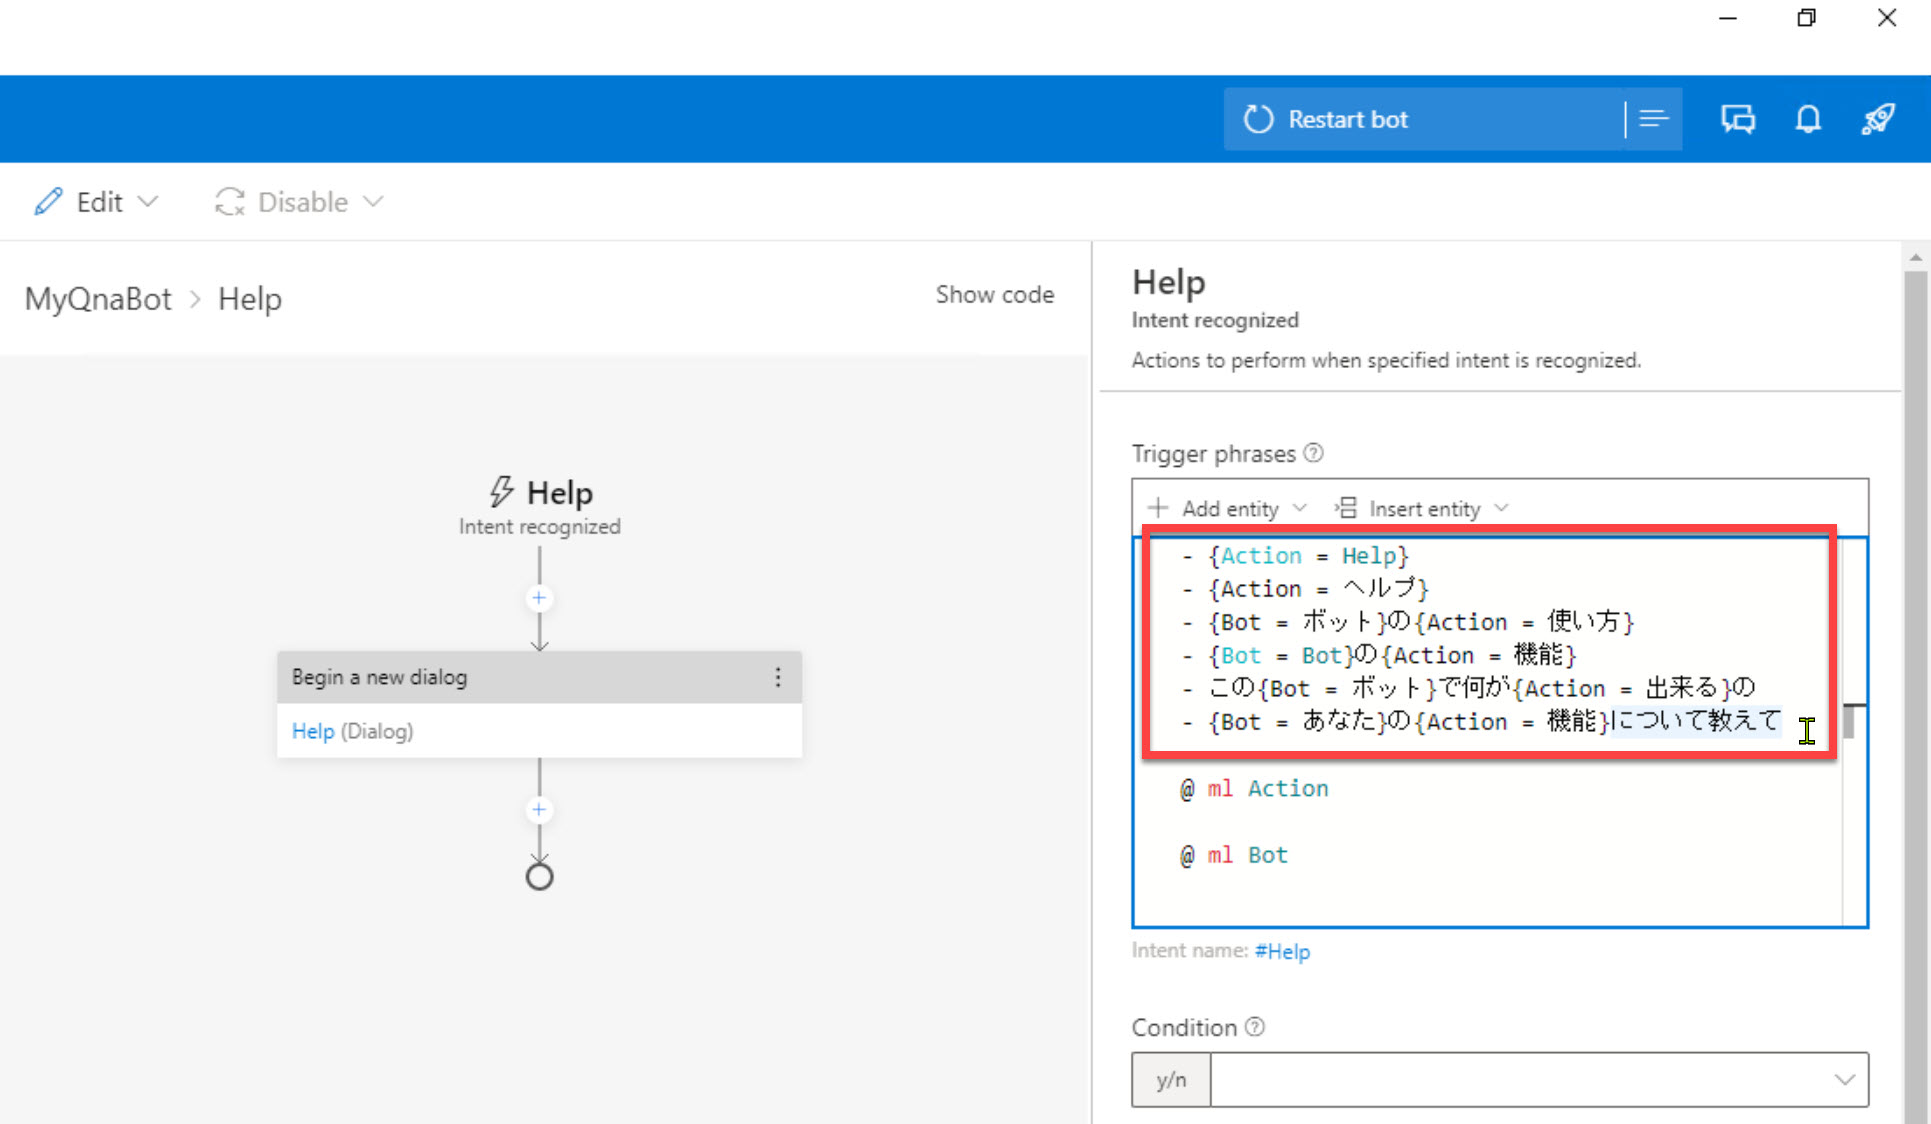 Restart bot
Edit
Disable
MyQnaBot > Help
Show code
Help
Intent recognized
Begin a new dialog
Help (Dialog)
Help
Intent recognized
Actions to perform when specified intent is recognized.
Trigger phrases
Add entity
Insert entity
- {Action = Help}
- {Action = ヘルプ}
- {Bot = ボット}の{Action = 使い方}
- {Bot = Bot}の{Action = 機能}
- この{Bot = ボット}で何が{Action = 出来る}の
- {Bot = あなた}の{Action = 機能}について教えて
@ ml Action
@ ml Bot
Intent name: #Help
Condition
y/n